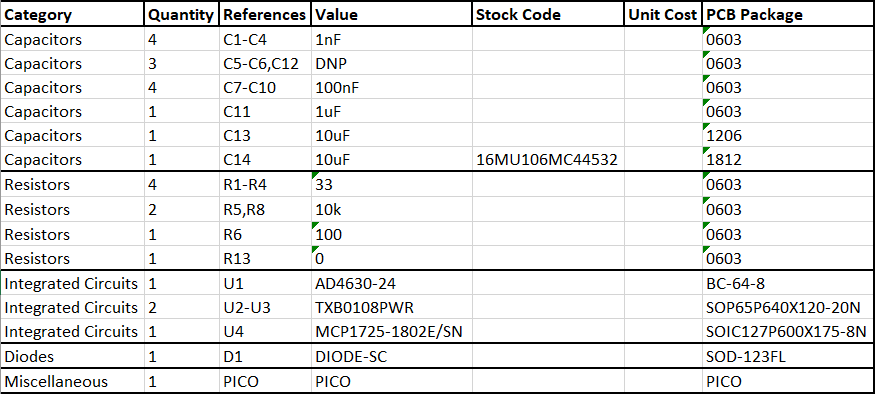 Category Quantity References Value Stock Code Unit Cost PCB Package
Capacitors 4 C1-C4 1nF 0603
Capacitors 3 C5-C6,C12 DNP 0603
Capacitors 4 C7-C10 100nF 0603
Capacitors 1 C11 1uF 0603
Capacitors 1 C13 10uF 1206
Capacitors 1 C14 10uF 16MU106MC44532 1812
Resistors 4 R1-R4 33 0603
Resistors 2 R5,R8 10k 0603
Resistors 1 R6 100 0603
Resistors 1 R13 0 0603
Integrated Circuits 1 U1 AD4630-24 BC-64-8
Integrated Circuits 2 U2-U3 TXB0108PWR SOP65P640X120-20N
Integrated Circuits 1 U4 MCP1725-1802E/SN SOIC127P600X175-8N
Diodes 1 D1 DIODE-SC SOD-123FL
Miscellaneous 1 PICO PICO PICO